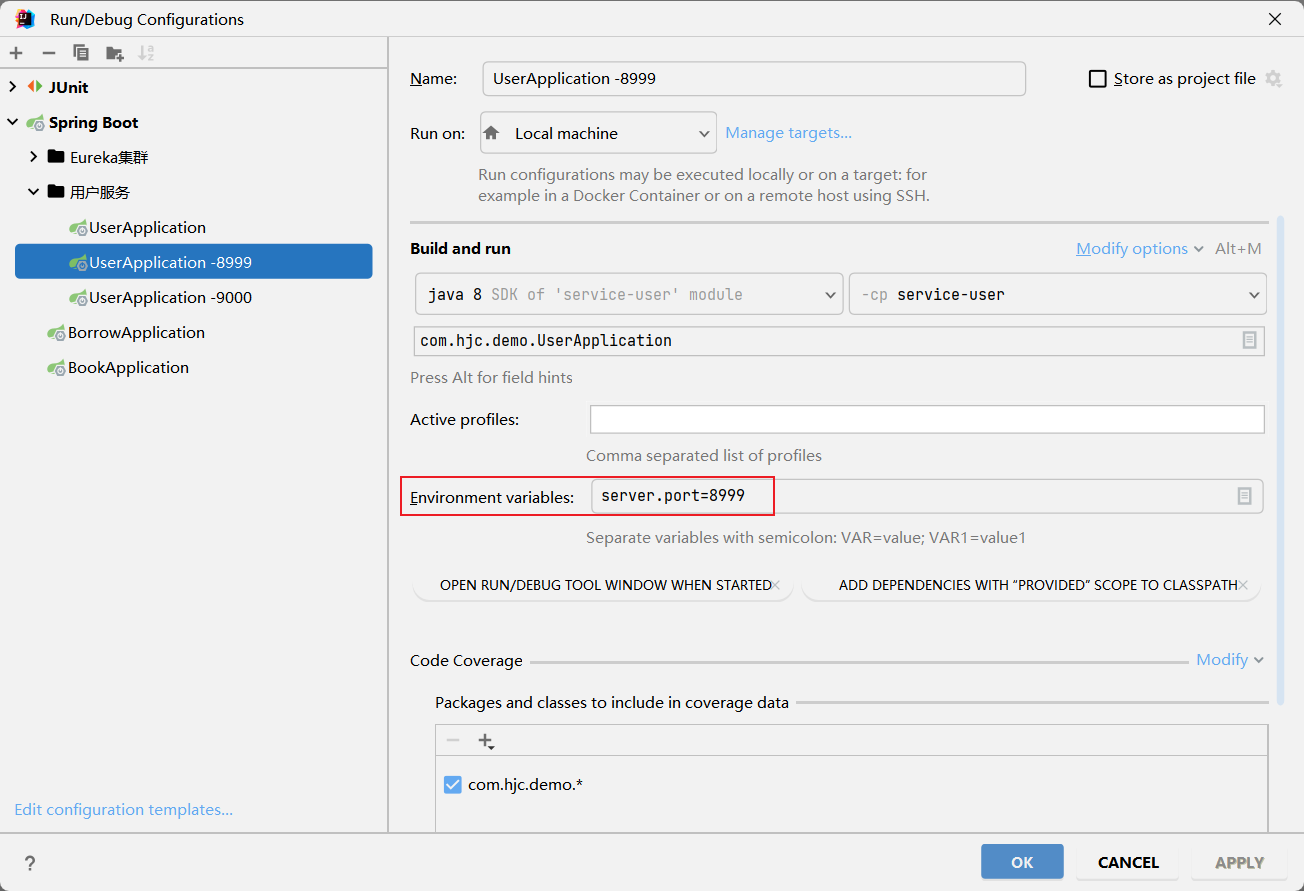 Run/Debug Configurations
JUnit
Spring Boot
Eureka集群
用户服务
UserApplication
UserApplication -8999
UserApplication -9000
BorrowApplication
BookApplication
Edit configuration templates...
Name: UserApplication -8999 Store as project file
Run on: Local machine Manage targets...
Run configurations may be executed locally or on a target: for
example in a Docker Container or on a remote host using SSH.
Build and run Modify options Alt+M
java 8 SDK of 'service-user' module -cp service-user
com.hjc.demo.UserApplication
Press Alt for field hints
Active profiles:
Comma separated list of profiles
Environment variables: server.port=8999
Separate variables with semicolon: VAR=value; VAR1=value1
OPEN RUN/DEBUG TOOL WINDOW WHEN STARTED× ADD DEPENDENCIES WITH “PROVIDED” SCOPE TO CLASSPATH×
Code Coverage Modify
Packages and classes to include in coverage data
com.hjc.demo.*
? OK CANCEL APPLY